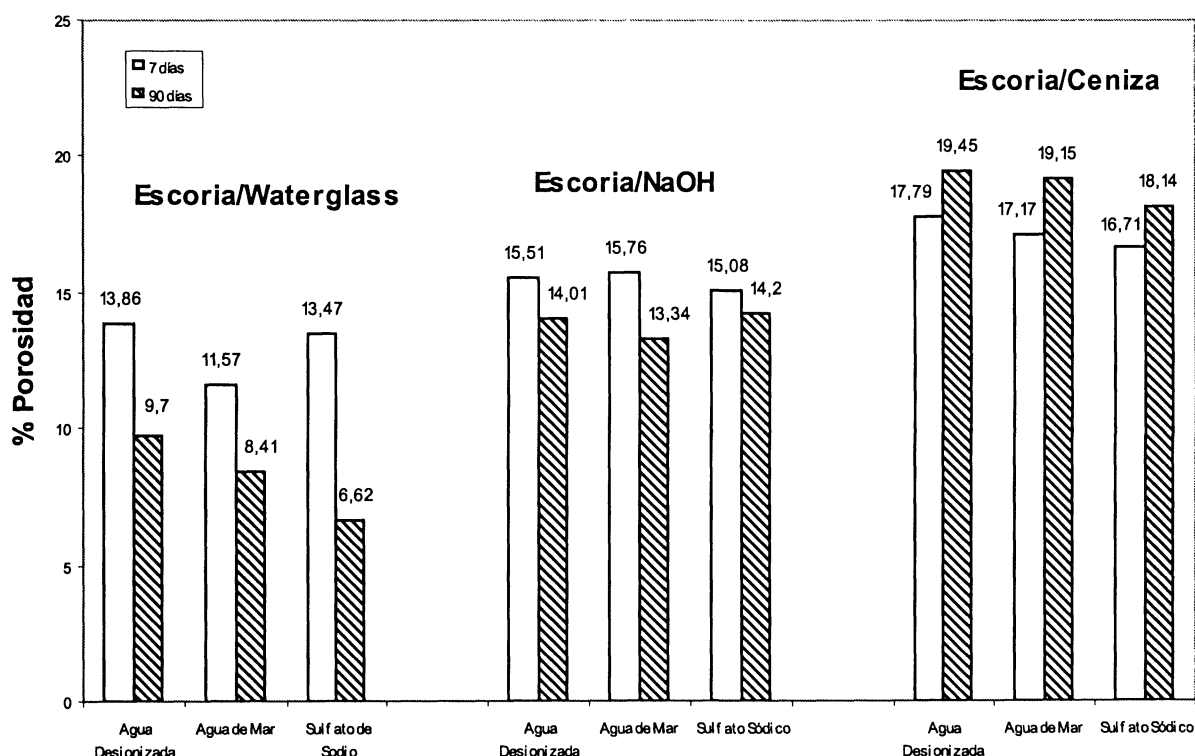 25
7 días
90 días
Escoria/Ceniza
20
19,45
19,15
17,79
17,17
18,14
16,71
Escoria/Waterglass
Escoria/NaOH
15,51
15,76
15,08
14,01
13,34
14,2
15
13,86
11,57
13,47
9,7
8,41
6,62
10
5
0
% Porosidad
Agua
Desionizada
Agua de Mar
Sulfato de
Sodio
Agua
Desionizada
Agua de Mar
Sulfato Sódico
Agua
Desionizada
Agua de Mar
Sulfato Sódico